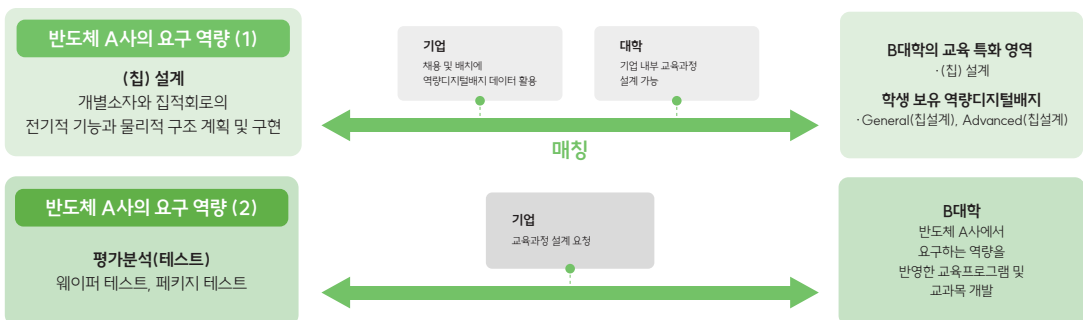 반도체 A사의 요구 역량 (1)
(칩) 설계
개별소자와 집적회로의
전기적 기능과 물리적 구조 계획 및 구현
기업
채용 및 배치에
역량디지털배지 데이터 활용
대학
기업 내부 교육과정
설계 가능
매칭
B대학의 교육 특화 영역
· (칩) 설계
학생 보유 역량디지털배지
· General(칩설계), Advanced(칩설계)
반도체 A사의 요구 역량 (2)
평가분석(테스트)
웨이퍼 테스트, 페키지 테스트
기업
교육과정 설계 요청
B대학
반도체 A사에서
요구하는 역량을
반영한 교육프로그램 및
교과목 개발